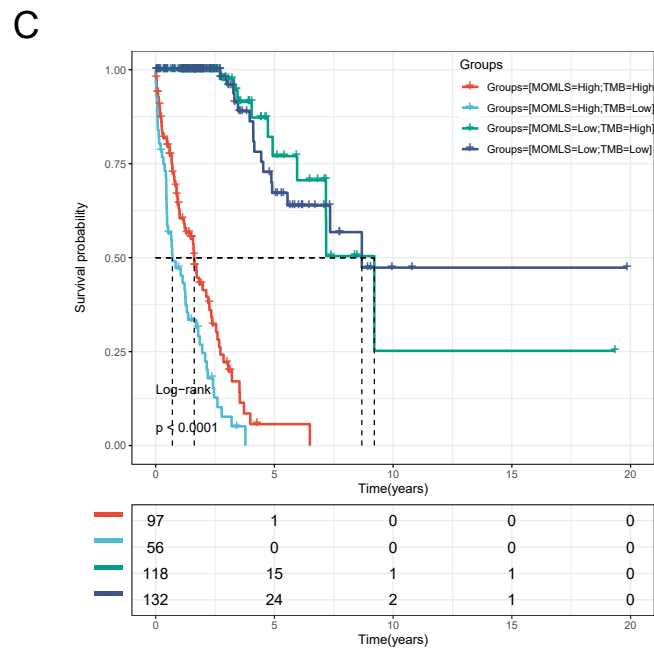 C
Groups
Groups=[MOMLS=High;TMB=High
Groups=[MOMLS=High;TMB=Low]
Groups=[MOMLS=Low;TMB=High]
Groups=[MOMLS=Low;TMB=Low]
Survival probability
1.00
0.75
0.50
0.25
0.00
Log−rank
p < 0.0001
0 5 10 15 20
Time(years)
97 1 0 0 0
56 0 0 0 0
118 15 1 1 0
132 24 2 1 0
0 5 10 15 20
Time(years)